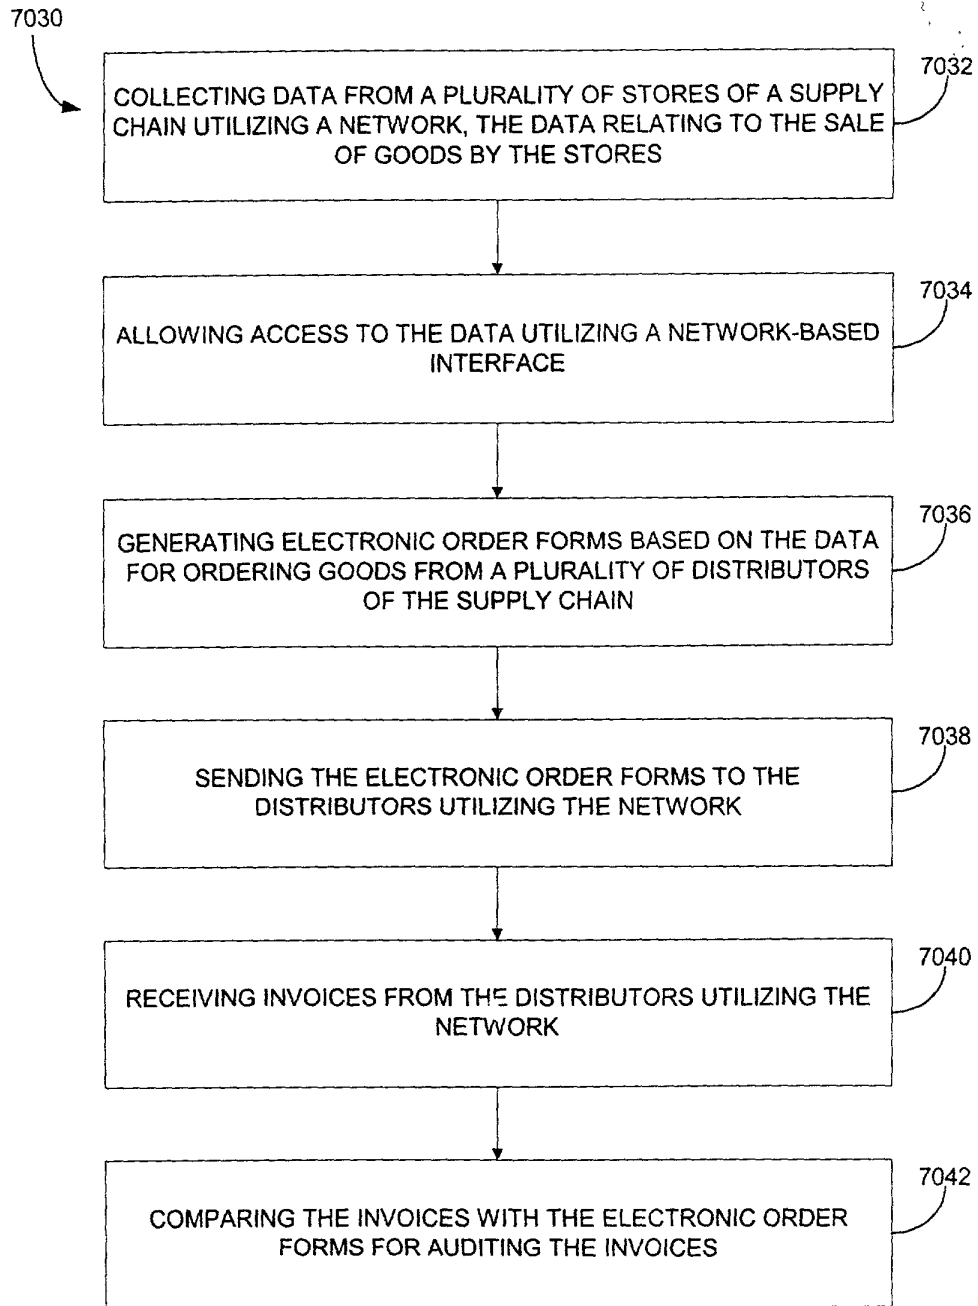 7030
7032
COLLECTING DATA FROM A PLURALITY OF STORES OF A SUPPLY
CHAIN UTILIZING A NETWORK, THE DATA RELATING TO THE SALE
OF GOODS BY THE STORES
7034
ALLOWING ACCESS TO THE DATA UTILIZING A NETWORK-BASED
INTERFACE
7036
GENERATING ELECTRONIC ORDER FORMS BASED ON THE DATA
FOR ORDERING GOODS FROM A PLURALITY OF DISTRIBUTORS
OF THE SUPPLY CHAIN
7038
SENDING THE ELECTRONIC ORDER FORMS TO THE
DISTRIBUTORS UTILIZING THE NETWORK
7040
RECEIVING INVOICES FROM THE DISTRIBUTORS UTILIZING THE
NETWORK
7042
COMPARING THE INVOICES WITH THE ELECTRONIC ORDER
FORMS FOR AUDITING THE INVOICES